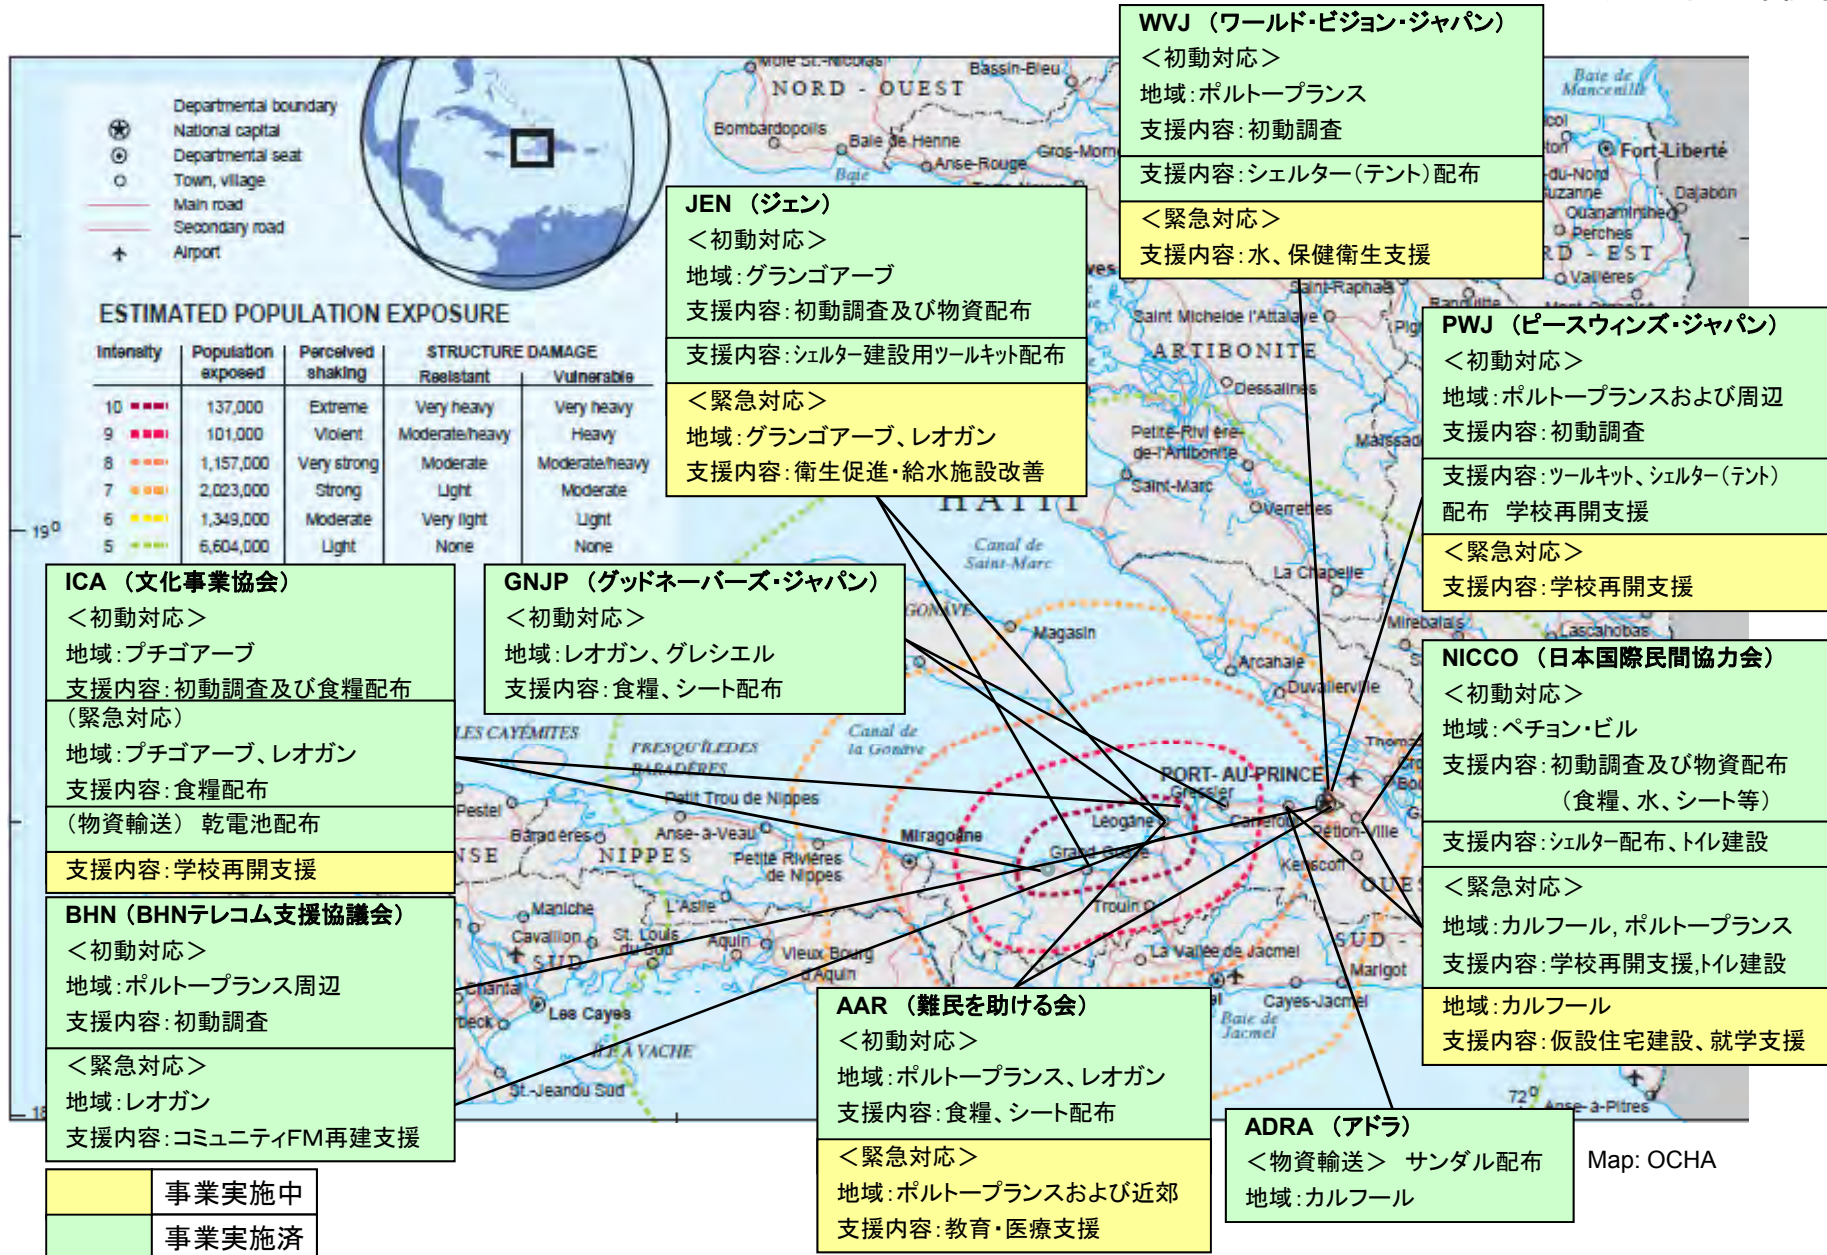 WVJ （ワールド・ビジョン・ジャパン）
＜初動対応＞
地域：ポルトープランス
支援内容：初動調査
支援内容：シェルター（テント）配布
＜緊急対応＞
支援内容：水、保健衛生支援
Departmental boundary
National capital
Departmental seat
Town, village
Main road
Secondary road
Airport
ESTIMATED POPULATION EXPOSURE
Intensity Population exposed Perceived shaking STRUCTURE DAMAGE
Resistant Vulnerable
10 137,000 Extreme Very heavy Very heavy
9 101,000 Violent Moderate/heavy Heavy
8 1,157,000 Very strong Moderate Moderate/heavy
7 2,023,000 Strong Light Moderate
6 1,349,000 Moderate Very light Light
5 6,604,000 Light None None
JEN （ジェン）
＜初動対応＞
地域：グランゴアーブ
支援内容：初動調査及び物資配布
支援内容：シェルター建設用ツールキット配布
＜緊急対応＞
地域：グランゴアーブ、レオガン
支援内容：衛生促進・給水施設改善
PWJ （ピースウィンズ・ジャパン）
＜初動対応＞
地域：ポルトープランスおよび周辺
支援内容：初動調査
支援内容：ツールキット、シェルター（テント）
配布 学校再開支援
＜緊急対応＞
支援内容：学校再開支援
ICA （文化事業協会）
＜初動対応＞
地域：プチゴアーブ
支援内容：初動調査及び食糧配布
（緊急対応）
地域：プチゴアーブ、レオガン
支援内容：食糧配布
（物資輸送） 乾電池配布
支援内容：学校再開支援
GNJP （グッドネーバーズ・ジャパン）
＜初動対応＞
地域：レオガン、グレシエル
支援内容：食糧、シート配布
NICCO （日本国際民間協力会）
＜初動対応＞
地域：ペチョン・ビル
支援内容：初動調査及び物資配布
（食糧、水、シート等）
支援内容：シェルター配布、トイレ建設
＜緊急対応＞
地域：カルフール, ポルトープランス
支援内容：学校再開支援,トイレ建設
地域：カルフール
支援内容：仮設住宅建設、就学支援
BHN （BHNテレコム支援協議会）
＜初動対応＞
地域：ポルトープランス周辺
支援内容：初動調査
＜緊急対応＞
地域：レオガン
支援内容：コミュニティFM再建支援
AAR （難民を助ける会）
＜初動対応＞
地域：ポルトープランス、レオガン
支援内容：食糧、シート配布
＜緊急対応＞
地域：ポルトープランスおよび近郊
支援内容：教育・医療支援
ADRA （アドラ）
＜物資輸送＞ サンダル配布
地域：カルフール
Map: OCHA
事業実施中
事業実施済
NORD - OUEST
Bassin-Bleu
Bombardopolis
Baie de Henne
Anse-Rouge
Baie de Mancenille
Fort-Liberté
Dajabón
Ouanaminthe
Perches
Vallières
Saint-Raphaël
Saint Michelde l'Attalaye
ARTIBONITE
Dessalines
Petite-Rivière-de-l'Artibonite
Saint-Marc
Verrettes
HAITI
19°
Canal de Saint-Marc
La Chapelle
Magasin
Mirebalais
Lascahobas
Arcahaie
Duvalierville
Canal de la Gonâve
LES CAYÉMITES
PRESQU'ÎLE DES BARADÈRES
PORT-AU-PRINCE
Gressier
Pestel
Petit Trou de Nippes
Baradères
Anse-à-Veau
Miragoâne
Léogâne
Carrefour
Pétion-Ville
NIPPES
Petite Rivières de Nippes
Grand-Goâve
Kenscoff
Maniche
L'Asile
Trouin
Cavaillon
St. Louis du Sud
Aquin
Vieux Bourg d'Aquin
La Vallée de Jacmel
SUD
Marigot
Chantal
Les Cayes
Cayes-Jacmel
Baie de Jacmel
ÎLE À VACHE
St.-Jeandu Sud
72°
Anse-à-Pitres